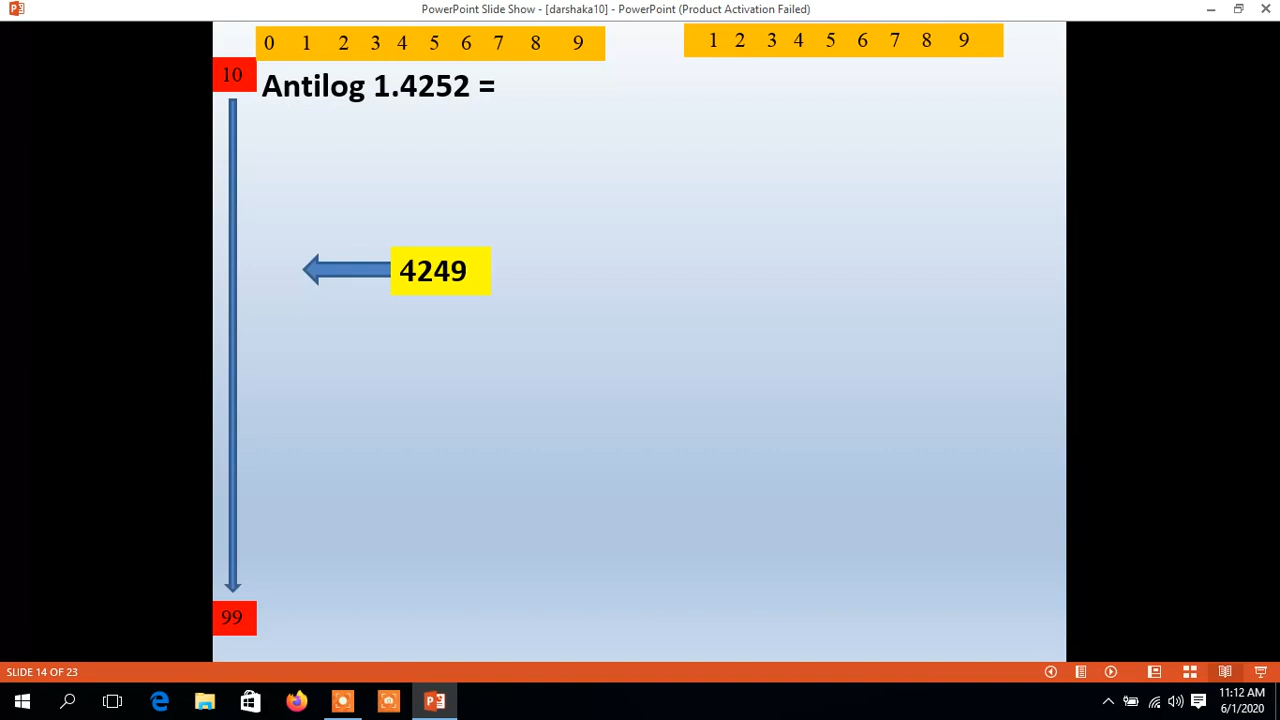 PowerPoint Slide Show - [darshaka10] - PowerPoint (Product Activation Failed)
0 1 2 3 4 5 6 7 8 9
1 2 3 4 5 6 7 8 9
10
Antilog 1.4252 =
4249
99
SLIDE 14 OF 23
11:12 AM
6/1/2020